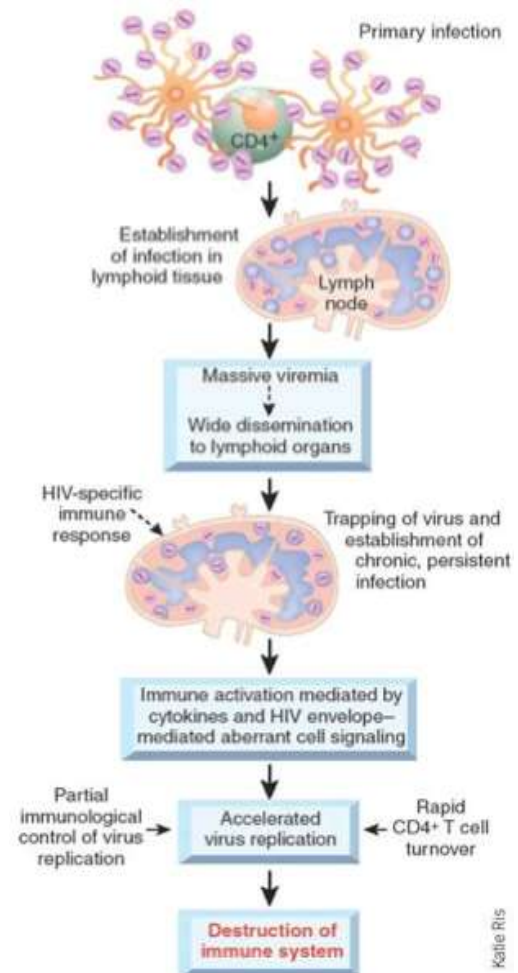 Primary infection
CD4+
Establishment
of infection in
lymphoid tissue
Lymph
node
Massive viremia
Wide dissemination
to lymphoid organs
HIV-specific
immune
response
Trapping of virus and
establishment of
chronic, persistent
infection
Immune activation mediated by
cytokines and HIV envelope–
mediated aberrant cell signaling
Partial
immunological
control of virus
replication
Accelerated
virus replication
Rapid
CD4+ T cell
turnover
Destruction of
immune system
Katie Ris